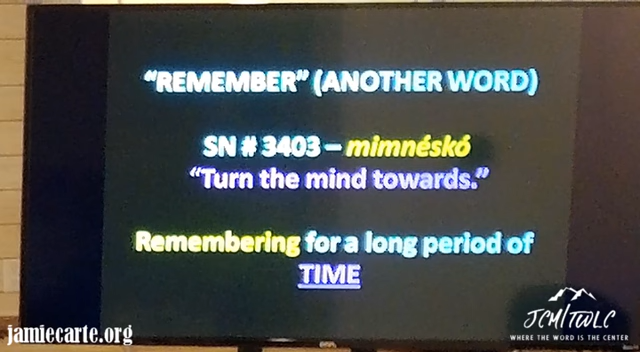 “REMEMBER” (ANOTHER WORD)
SN # 3403 – mimnéskó
“Turn the mind towards.”
Remembering for a long period of
TIME
JCM|TWLC
WHERE THE WORD IS THE CENTER
jamiecarte.org